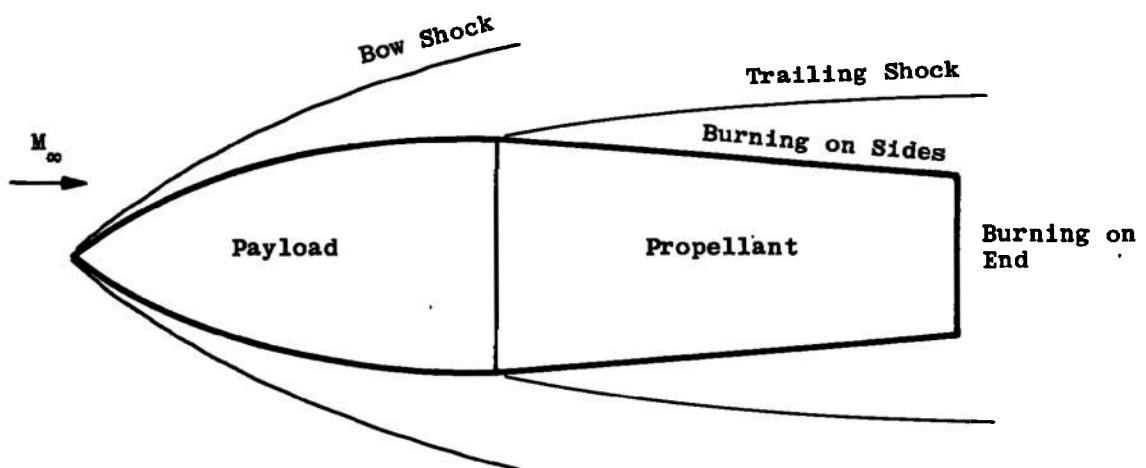 Bow Shock
Trailing Shock
M∞
Burning on Sides
Payload
Propellant
Burning on
End